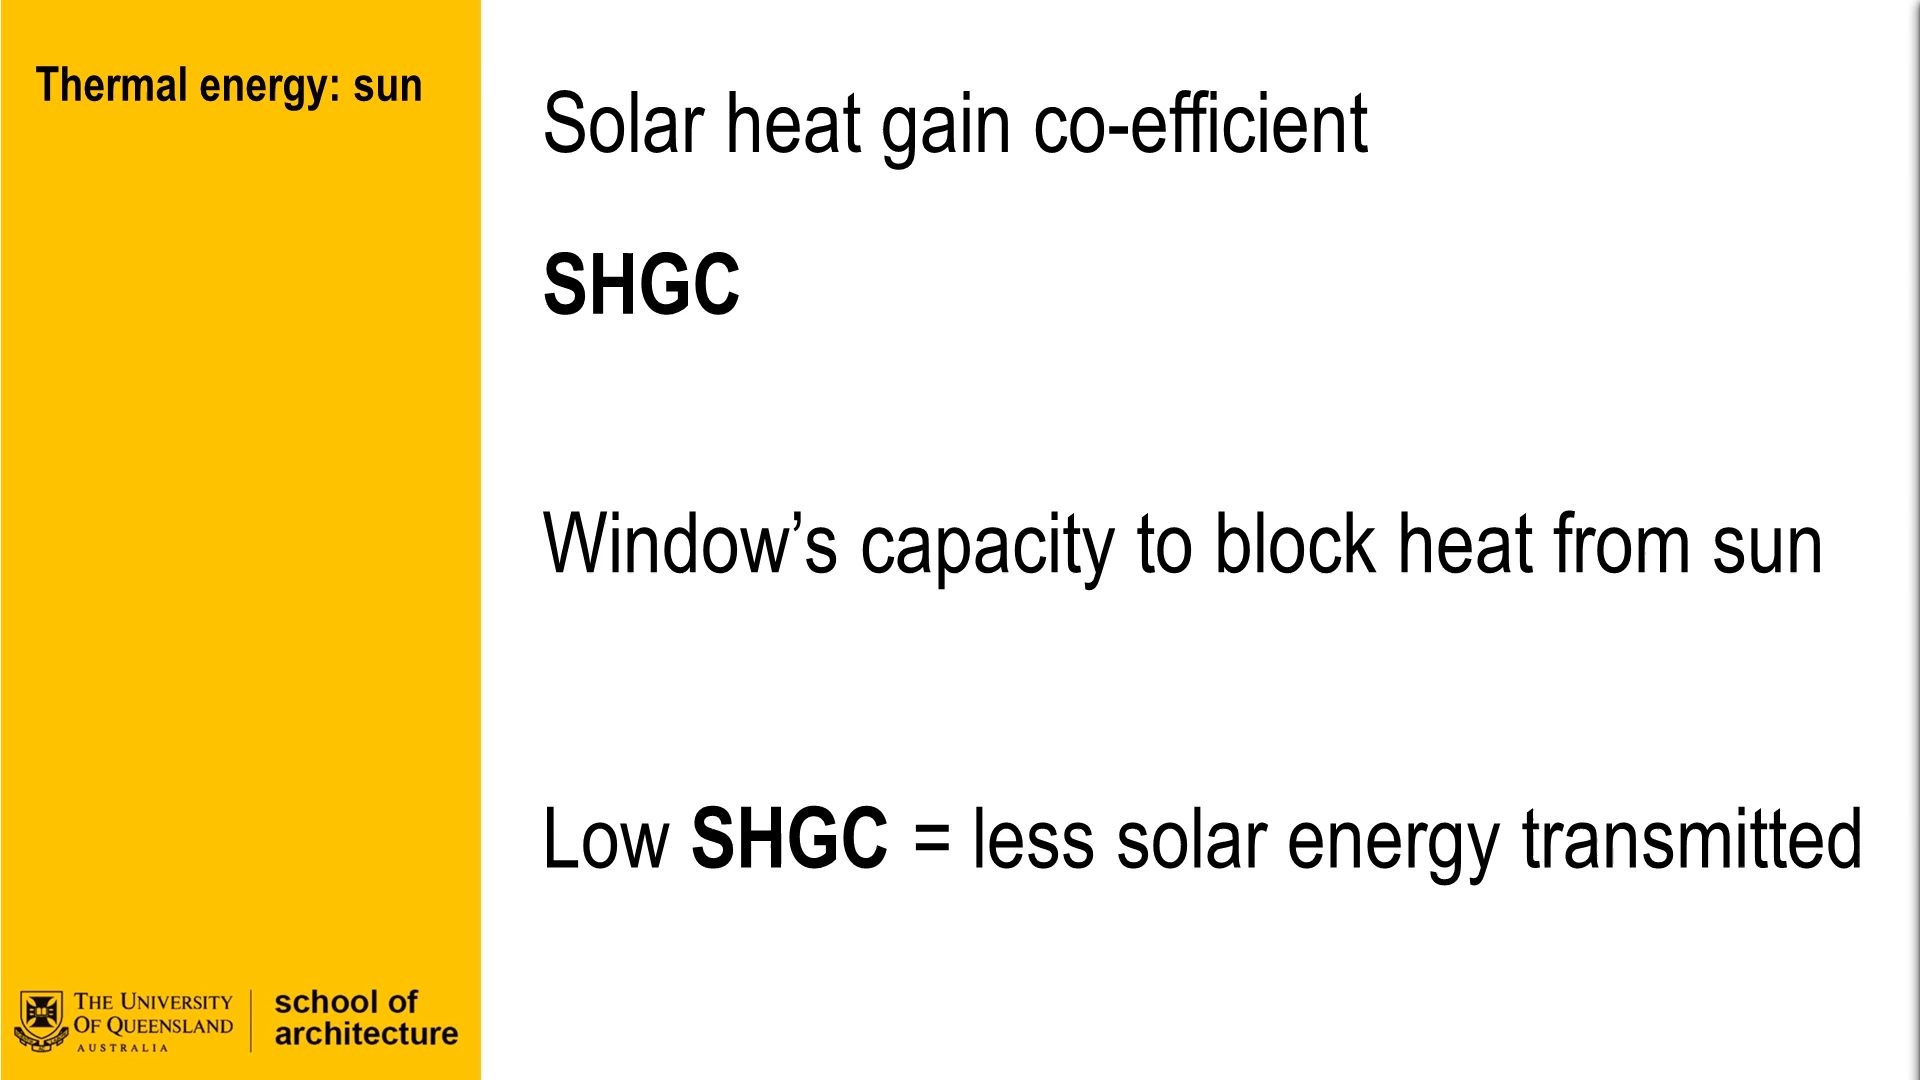 Thermal energy: sun
Solar heat gain co-efficient
SHGC
Window’s capacity to block heat from sun
Low SHGC = less solar energy transmitted
THE UNIVERSITY
OF QUEENSLAND
AUSTRALIA
school of
architecture